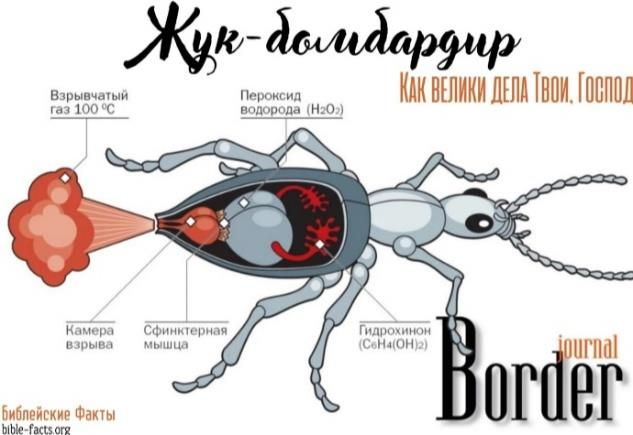 Жук-бомбардир
Как велики дела Твои, Господ
Взрывчатый
газ 100 ⁰C
Пероксид
водорода (H2O2)
Камера
взрыва
Сфинктерная
мышца
Гидрохинон
(C6H4(OH)2)
journal
Border
Библейские Факты
bible-facts.org